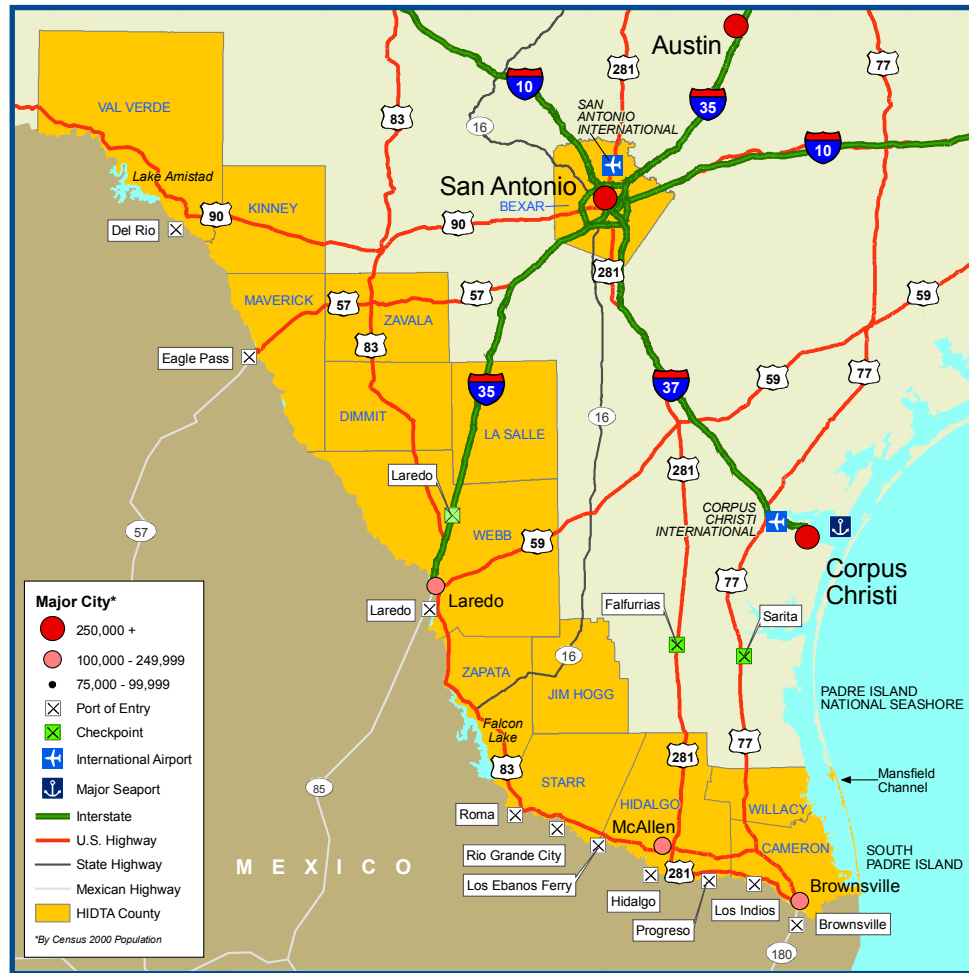 Austin
77
281
10
35
SAN
ANTONIO
INTERNATIONAL
VAL VERDE
83
16
10
Lake Amistad
San Antonio
BEXAR
KINNEY
90
90
Del Rio
281
MAVERICK
57
57
59
ZAVALA
83
Eagle Pass
77
35
37
59
DIMMIT
16
LA SALLE
281
Laredo
CORPUS
CHRISTI
INTERNATIONAL
57
WEBB
59
Corpus
Christi
77
Laredo
Laredo
Falfurrias
Sarita
16
ZAPATA
JIM HOGG
PADRE ISLAND
NATIONAL SEASHORE
Falcon
Lake
77
281
83
Mansfield
Channel
STARR
85
HIDALGO
WILLACY
Roma
McAllen
CAMERON
Rio Grande City
SOUTH
PADRE ISLAND
MEXICO
Los Ebanos Ferry
281
Brownsville
Hidalgo
Los Indios
Progreso
Brownsville
180
Major City*
250,000 +
100,000 - 249,999
75,000 - 99,999
Port of Entry
Checkpoint
International Airport
Major Seaport
Interstate
U.S. Highway
State Highway
Mexican Highway
HIDTA County
*By Census 2000 Population